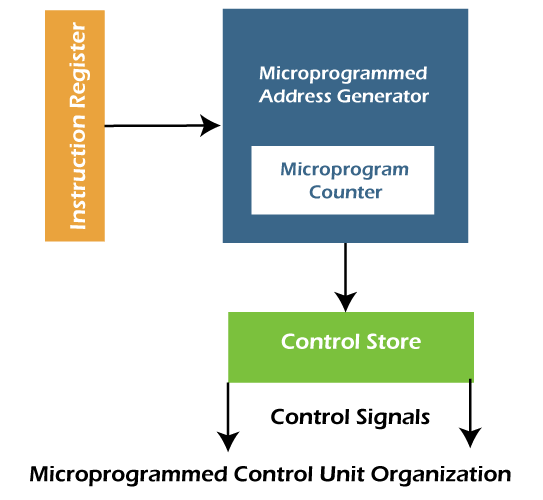 Instruction Register
Microprogrammed
Address Generator
Microprogram
Counter
Control Store
Control Signals
Microprogrammed Control Unit Organization